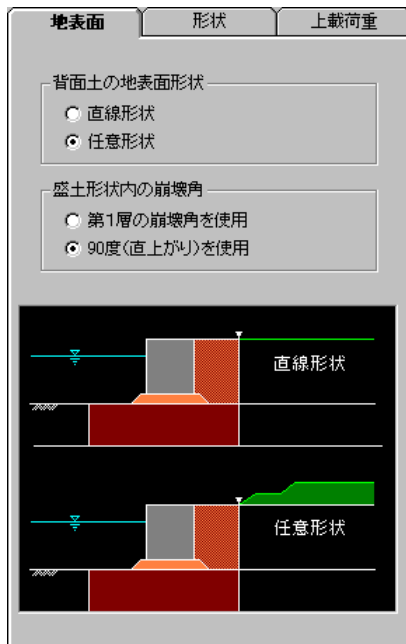 地表面 形状 上載荷重
背面土の地表面形状
直線形状
任意形状
盛土形状内の崩壊角
第1層の崩壊角を使用
90度(直上がり)を使用
直線形状
任意形状